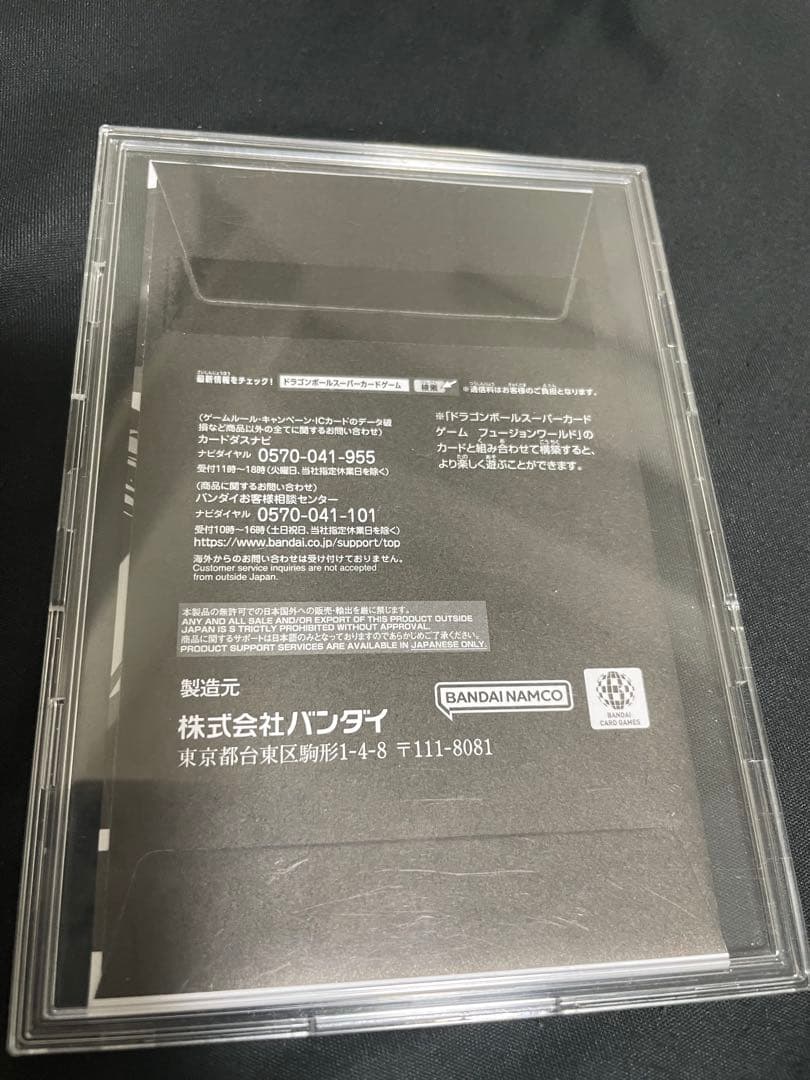 最新情報をチェック! ドラゴンボールスーパーカードゲーム 検索 ※通信料はお客様のご負担となります。
(ゲームルール・キャンペーン・ICカードのデータ破
損など商品以外の全てに関するお問い合わせ)
カードダスナビ
ナビダイヤル 0570-041-955
受付11時~18時(火曜日、当社指定休業日を除く)
(商品に関するお問い合わせ)
バンダイお客様相談センター
ナビダイヤル 0570-041-101
受付10時~16時(土日祝日、当社指定休業日を除く)
https://www.bandai.co.jp/support/top
海外からのお問い合わせは受け付けておりません。
Customer service inquiries are not accepted
from outside Japan.
※「ドラゴンボールスーパーカード
ゲーム フュージョンワールド」の
カードと組み合わせて構築すると、
より楽しく遊ぶことができます。
本製品の無許可での日本国外への販売・輸出を厳に禁じます。
ANY AND ALL SALE AND/OR EXPORT OF THIS PRODUCT OUTSIDE
JAPAN IS S TRICTLY PROHIBITED WITHOUT APPROVAL.
商品に関するサポートは日本語のみとなっておりますのであらかじめご了承ください。
PRODUCT SUPPORT SERVICES ARE AVAILABLE IN JAPANESE ONLY.
製造元
株式会社バンダイ
東京都台東区駒形1-4-8 〒111-8081
BANDAI NAMCO
BANDAI
CARD GAMES